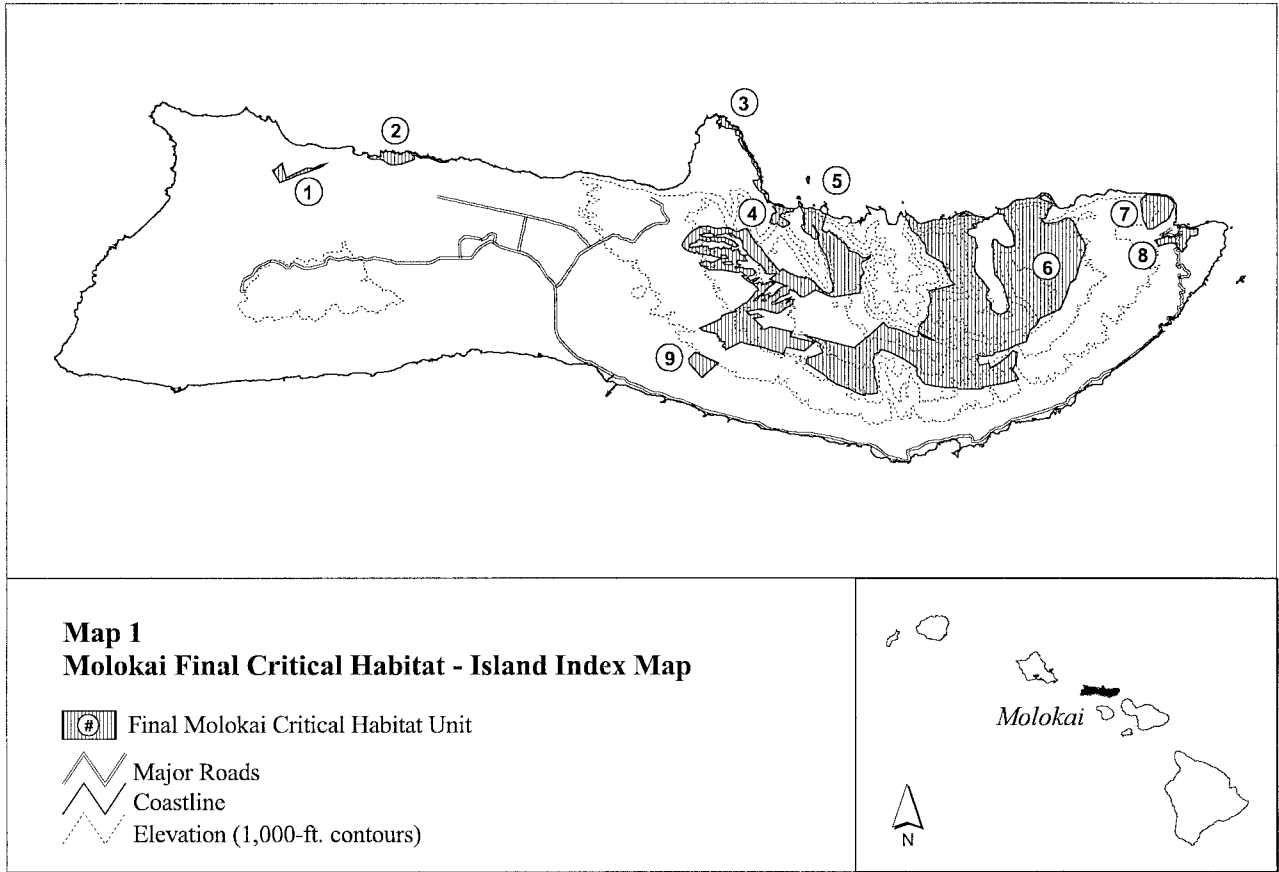 3
2
5
1
4
7
8
6
9
Map 1
Molokai Final Critical Habitat - Island Index Map
# Final Molokai Critical Habitat Unit
Major Roads
Coastline
Elevation (1,000-ft. contours)
Molokai
N